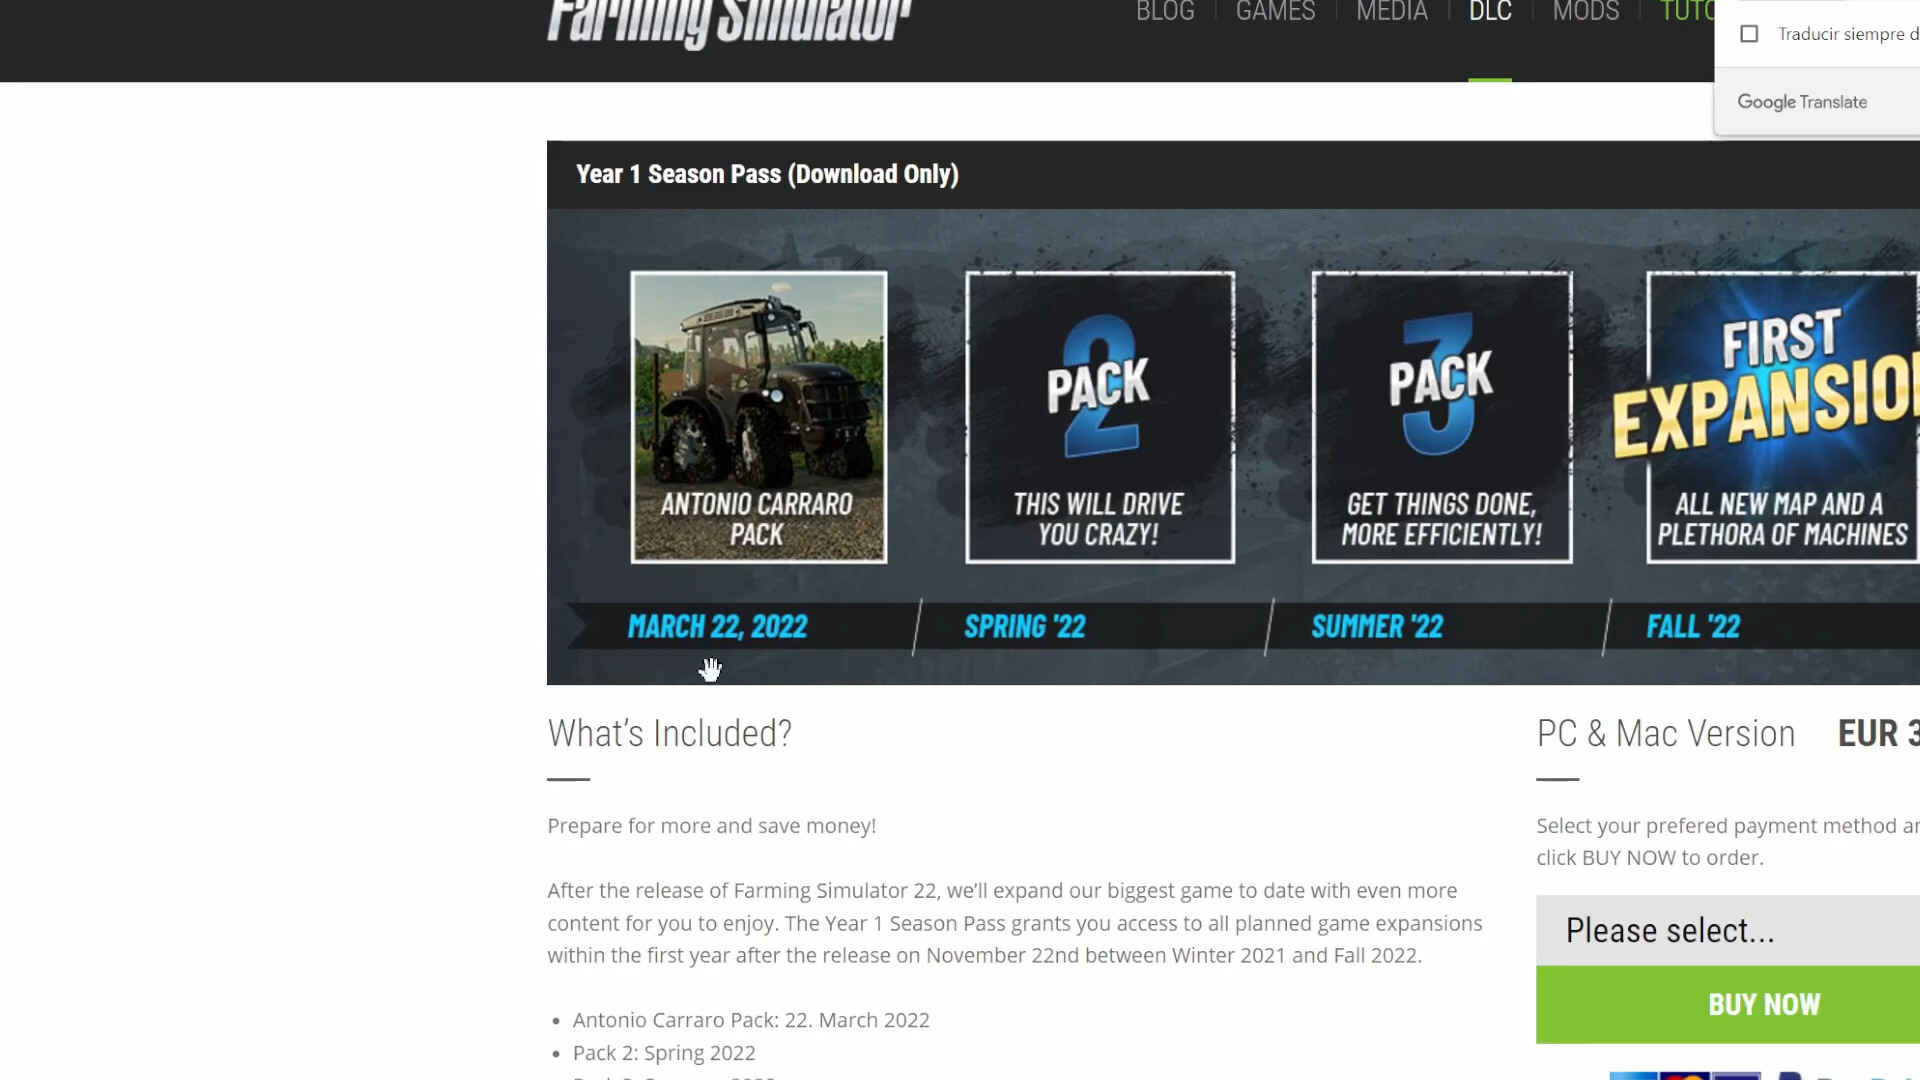 Farming Simulator
BLOG GAMES MEDIA DLC MODS TUTO
Traducir siempre d
Google Translate
Year 1 Season Pass (Download Only)
2 PACK
THIS WILL DRIVE
YOU CRAZY!
3 PACK
GET THINGS DONE,
MORE EFFICIENTLY!
FIRST
EXPANSIO
ALL NEW MAP AND A
PLETHORA OF MACHINES
ANTONIO CARRARO
PACK
MARCH 22, 2022
SPRING '22
SUMMER '22
FALL '22
What's Included?
Prepare for more and save money!
After the release of Farming Simulator 22, we'll expand our biggest game to date with even more
content for you to enjoy. The Year 1 Season Pass grants you access to all planned game expansions
within the first year after the release on November 22nd between Winter 2021 and Fall 2022.
• Antonio Carraro Pack: 22. March 2022
• Pack 2: Spring 2022
PC & Mac Version EUR 3
Select your prefered payment method an
click BUY NOW to order.
Please select...
BUY NOW